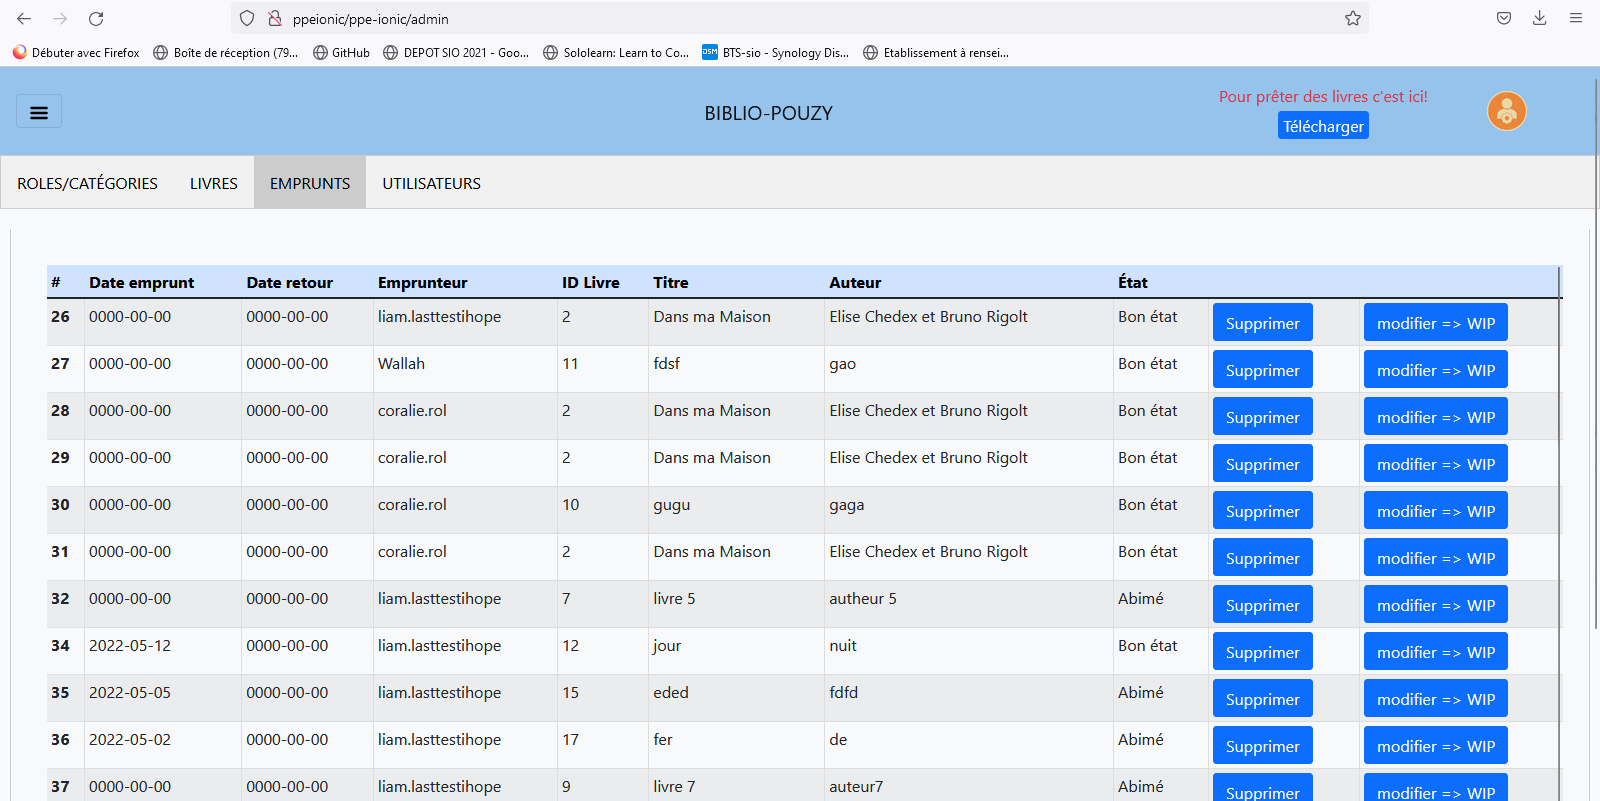 ppeionic/ppe-ionic/admin
Débuter avec Firefox Boîte de réception (79... GitHub DEPOT SIO 2021 - Goo... Sololearn: Learn to Co... DSM BTS-sio - Synology Dis... Etablissement à rensei...
Pour prêter des livres c'est ici!
BIBLIO-POUZY
Télécharger
ROLES/CATÉGORIES LIVRES EMPRUNTS UTILISATEURS
# Date emprunt Date retour Emprunteur ID Livre Titre Auteur État
26 0000-00-00 0000-00-00 liam.lasttestihope 2 Dans ma Maison Elise Chedex et Bruno Rigolt Bon état Supprimer modifier => WIP
27 0000-00-00 0000-00-00 Wallah 11 fdsf gao Bon état Supprimer modifier => WIP
28 0000-00-00 0000-00-00 coralie.rol 2 Dans ma Maison Elise Chedex et Bruno Rigolt Bon état Supprimer modifier => WIP
29 0000-00-00 0000-00-00 coralie.rol 2 Dans ma Maison Elise Chedex et Bruno Rigolt Bon état Supprimer modifier => WIP
30 0000-00-00 0000-00-00 coralie.rol 10 gugu gaga Bon état Supprimer modifier => WIP
31 0000-00-00 0000-00-00 coralie.rol 2 Dans ma Maison Elise Chedex et Bruno Rigolt Bon état Supprimer modifier => WIP
32 0000-00-00 0000-00-00 liam.lasttestihope 7 livre 5 autheur 5 Abimé Supprimer modifier => WIP
34 2022-05-12 0000-00-00 liam.lasttestihope 12 jour nuit Bon état Supprimer modifier => WIP
35 2022-05-05 0000-00-00 liam.lasttestihope 15 eded fdfd Abimé Supprimer modifier => WIP
36 2022-05-02 0000-00-00 liam.lasttestihope 17 fer de Abimé Supprimer modifier => WIP
37 0000-00-00 0000-00-00 liam.lasttestihope 9 livre 7 auteur7 Abimé Supprimer modifier => WIP